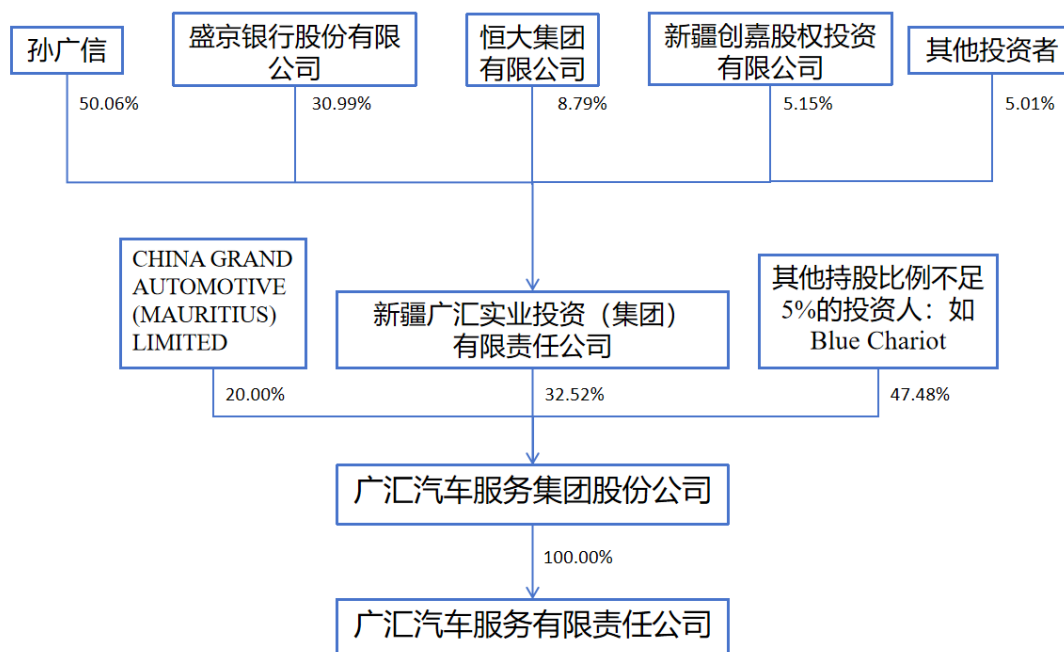 孙广信
盛京银行股份有限
公司
恒大集团
有限公司
新疆创嘉股权投资
有限公司
其他投资者
50.06%
30.99%
8.79%
5.15%
5.01%
CHINA GRAND
AUTOMOTIVE
(MAURITIUS)
LIMITED
新疆广汇实业投资（集团）
有限责任公司
其他持股比例不足
5%的投资人：如
Blue Chariot
20.00%
32.52%
47.48%
广汇汽车服务集团股份公司
100.00%
广汇汽车服务有限责任公司